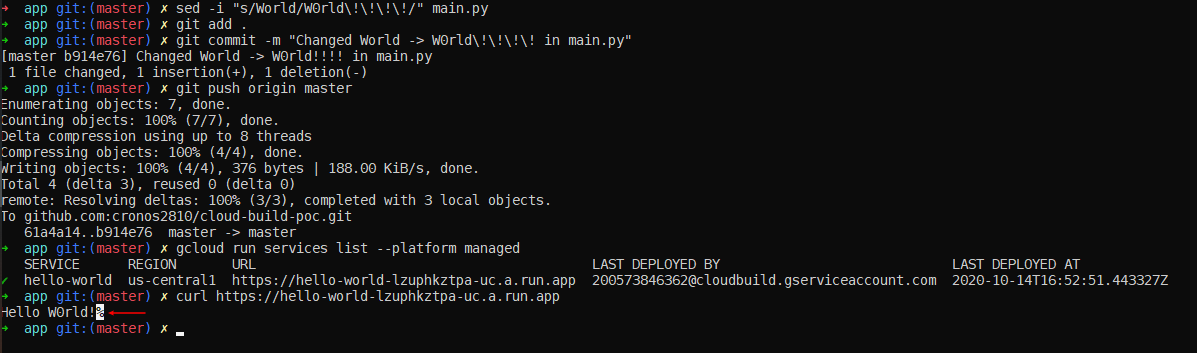 ➜ app git:(master) ✗ sed -i "s/World/W0rld\!\!\!\!/" main.py
➜ app git:(master) ✗ git add .
➜ app git:(master) ✗ git commit -m "Changed World -> W0rld\!\!\!\! in main.py"
[master b914e76] Changed World -> W0rld!!!! in main.py
1 file changed, 1 insertion(+), 1 deletion(-)
➜ app git:(master) ✗ git push origin master
Enumerating objects: 7, done.
Counting objects: 100% (7/7), done.
Delta compression using up to 8 threads
Compressing objects: 100% (4/4), done.
Writing objects: 100% (4/4), 376 bytes | 188.00 KiB/s, done.
Total 4 (delta 3), reused 0 (delta 0)
remote: Resolving deltas: 100% (3/3), completed with 3 local objects.
To github.com:cronos2810/cloud-build-poc.git
61a4a14..b914e76 master -> master
➜ app git:(master) ✗ gcloud run services list --platform managed
SERVICE REGION URL LAST DEPLOYED BY LAST DEPLOYED AT
✓ hello-world us-central1 https://hello-world-lzuphkztpa-uc.a.run.app 200573846362@cloudbuild.gserviceaccount.com 2020-10-14T16:52:51.443327Z
➜ app git:(master) ✗ curl https://hello-world-lzuphkztpa-uc.a.run.app
Hello W0rld!%
➜ app git:(master) ✗